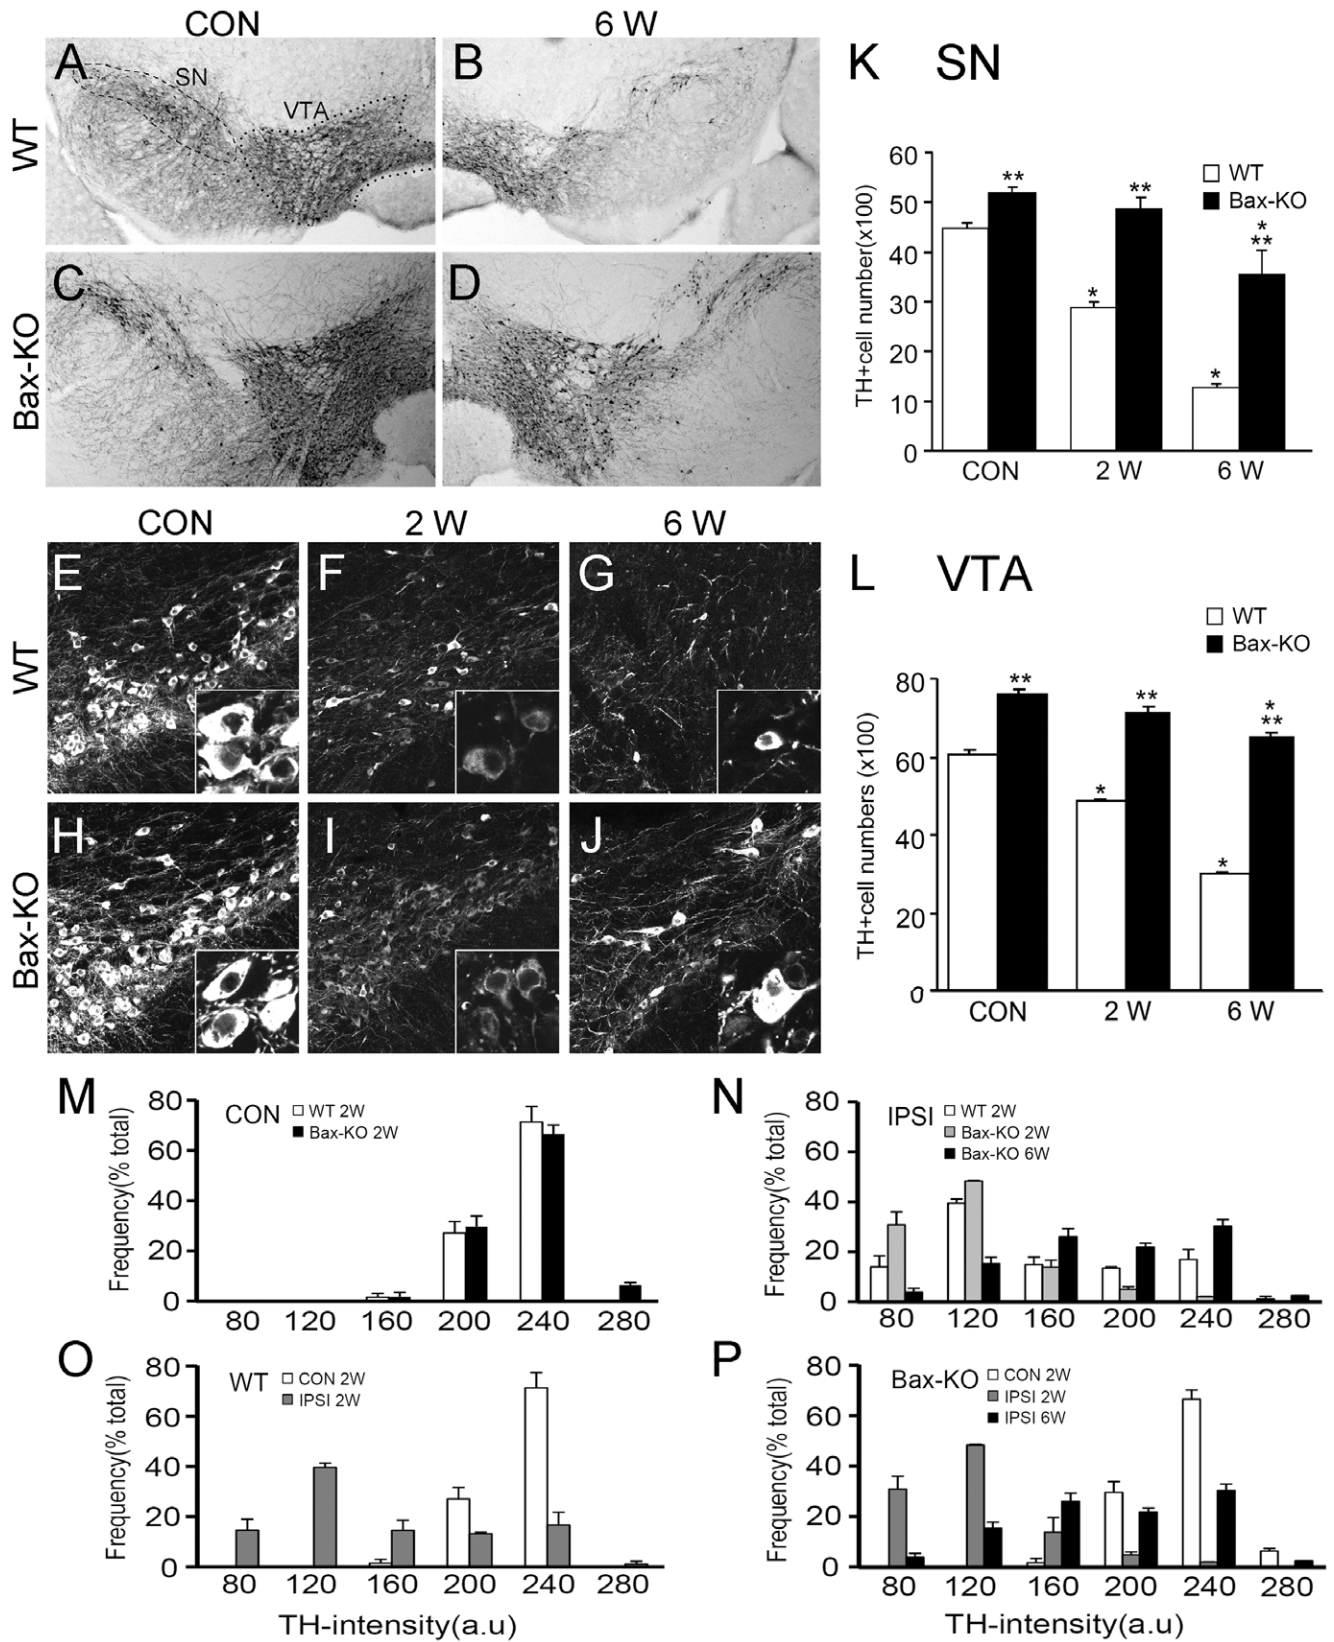 CON 6 W
A SN VTA B
WT
C D
Bax-KO
K SN
60
50
40
30
20
10
0
TH+cell number(x100)
WT
Bax-KO
** ** *
**
* *
CON 2 W 6 W
CON 2 W 6 W
E F G
WT
H I J
Bax-KO
L VTA
WT
Bax-KO
80
60
40
20
0
TH+cell numbers (x100)
** ** *
**
* *
CON 2 W 6 W
M
CON
WT 2W
Bax-KO 2W
Frequency(% total)
80
60
40
20
0
80 120 160 200 240 280
N
IPSI
WT 2W
Bax-KO 2W
Bax-KO 6W
Frequency(% total)
80
60
40
20
0
80 120 160 200 240 280
O
WT
CON 2W
IPSI 2W
Frequency(% total)
80
60
40
20
0
80 120 160 200 240 280
TH-intensity(a.u)
P
Bax-KO
CON 2W
IPSI 2W
IPSI 6W
Frequency(% total)
80
60
40
20
0
80 120 160 200 240 280
TH-intensity(a.u)